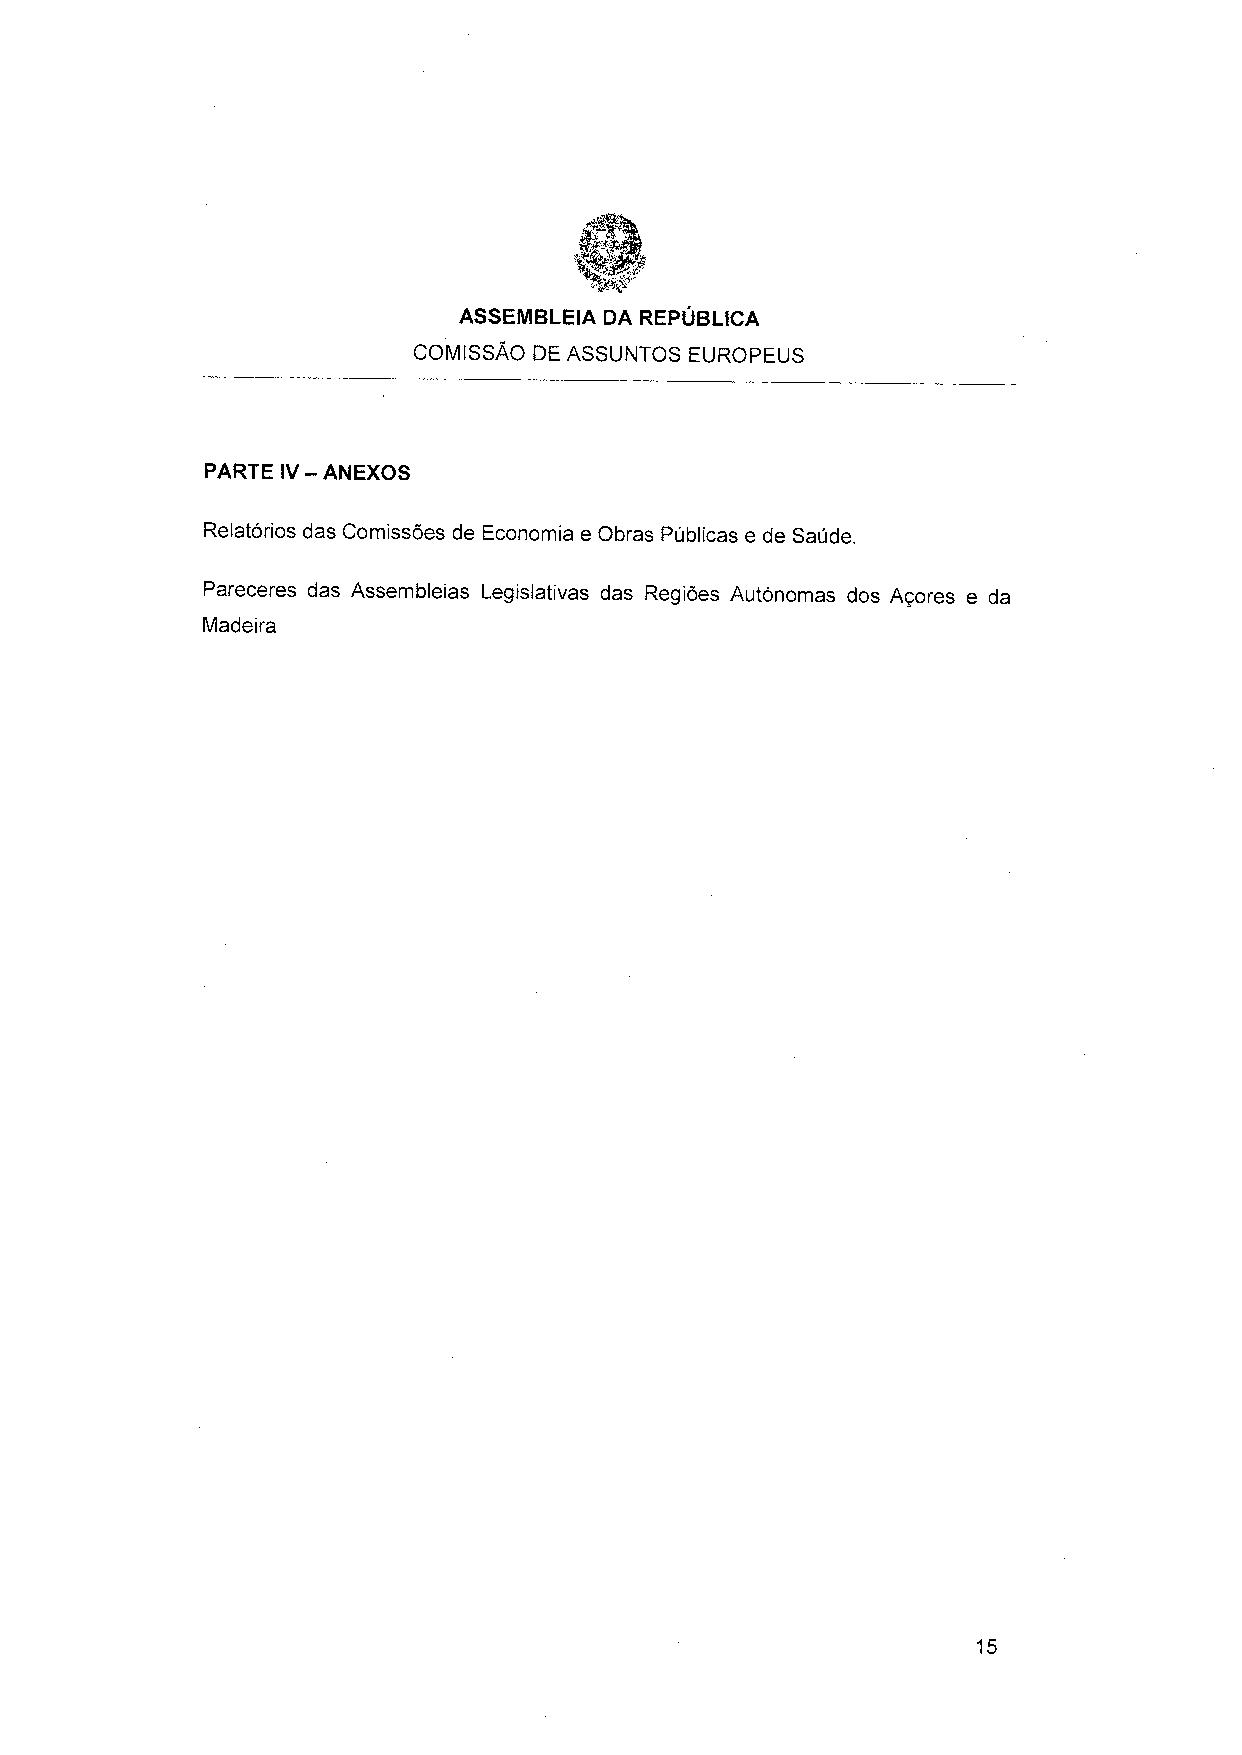 ASSEMBLEIA DA REPÚBLICA
COMISSÃO DE ASSUNTOS EUROPEUS
PARTE IV – ANEXOS
Relatórios das Comissões de Economia e Obras Públicas e de Saúde.
Pareceres das Assembleias Legislativas das Regiões Autónomas dos Açores e da
Madeira
15